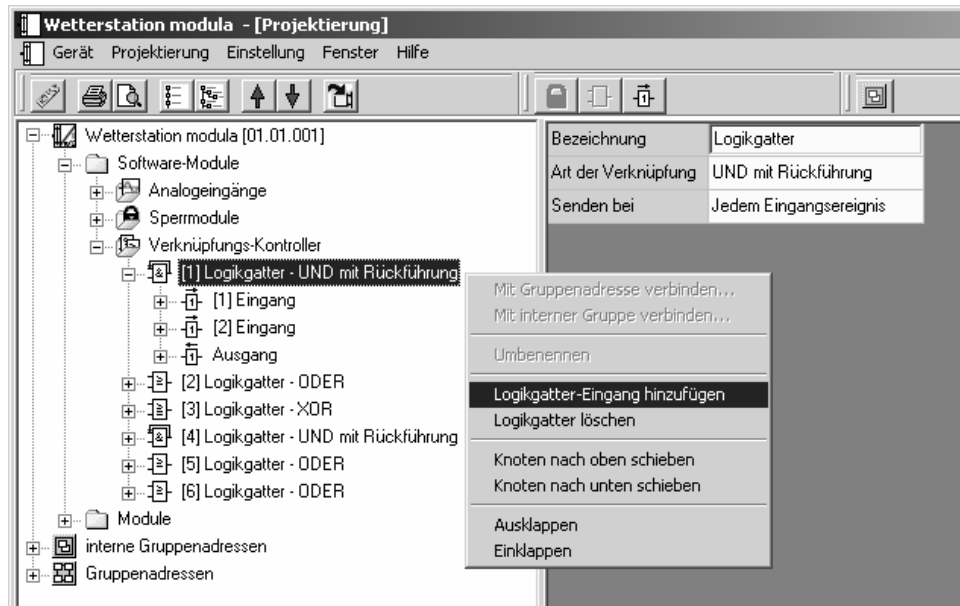 Wetterstation modula - [Projektierung]
Gerät Projektierung Einstellung Fenster Hilfe
Wetterstation modula [01.01.001]
Software-Module
Analogeingänge
Sperrmodule
Verknüpfungs-Kontroller
[1] Logikgatter - UND mit Rückführung
[1] Eingang
[2] Eingang
Ausgang
[2] Logikgatter - ODER
[3] Logikgatter - XOR
[4] Logikgatter - UND mit Rückführung
[5] Logikgatter - ODER
[6] Logikgatter - ODER
Module
interne Gruppenadressen
Gruppenadressen
Bezeichnung Logikgatter
Art der Verknüpfung UND mit Rückführung
Senden bei Jedem Eingangsereignis
Mit Gruppenadresse verbinden...
Mit interner Gruppe verbinden...
Umbenennen
Logikgatter-Eingang hinzufügen
Logikgatter löschen
Knoten nach oben schieben
Knoten nach unten schieben
Ausklappen
Einklappen